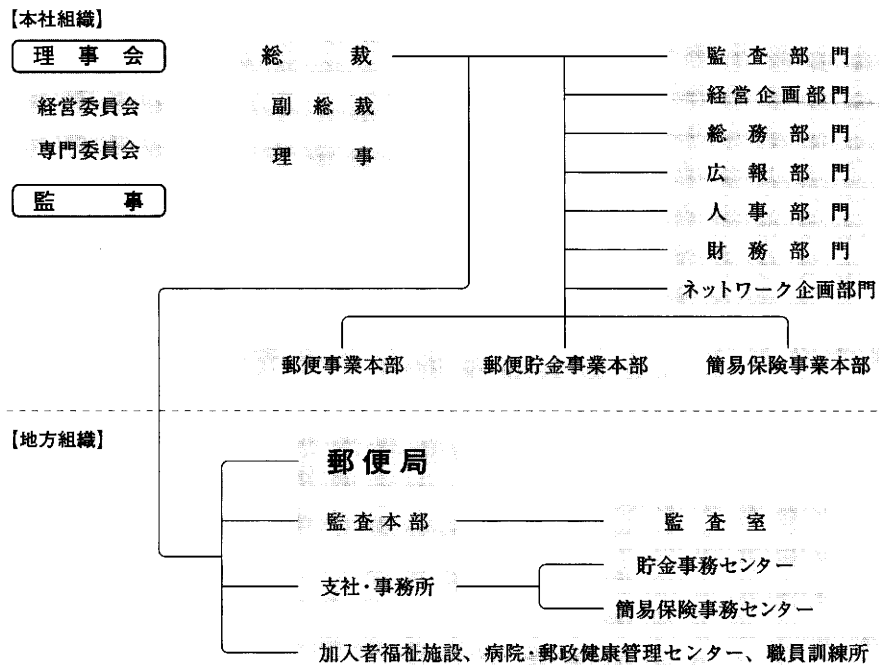 【本社組織】
理事会 総裁 監査部門
経営委員会 副総裁 経営企画部門
専門委員会 理事 総務部門
監事 広報部門
人事部門
財務部門
ネットワーク企画部門
郵便事業本部 郵便貯金事業本部 簡易保険事業本部
【地方組織】
郵便局
監査本部 監査室
支社・事務所 貯金事務センター
簡易保険事務センター
加入者福祉施設、病院・郵政健康管理センター、職員訓練所